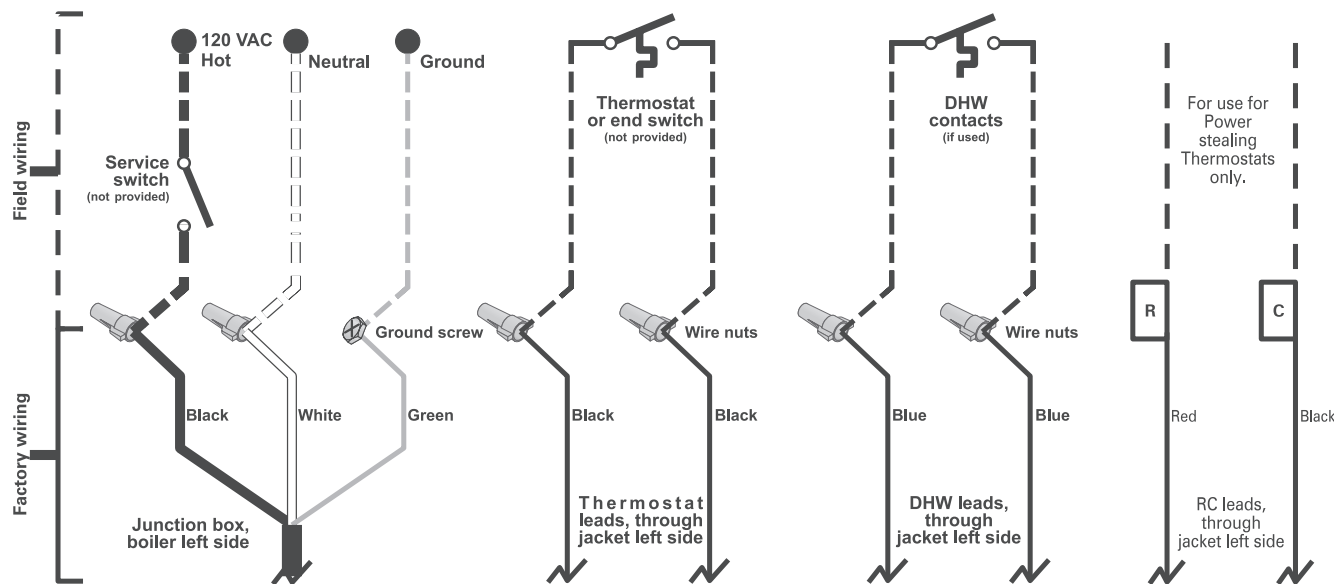 120 VAC
Hot
Neutral
Ground
Thermostat
or end switch
(not provided)
DHW
contacts
(if used)
For use for
Power
stealing
Thermostats
only.
Field wiring
Service
switch
(not provided)
Ground screw
Wire nuts
Wire nuts
R
C
Factory wiring
Black
White
Green
Black
Black
Blue
Blue
Red
Black
Junction box,
boiler left side
Thermostat
leads, through
jacket left side
DHW leads,
through
jacket left side
RC leads,
through
jacket left side